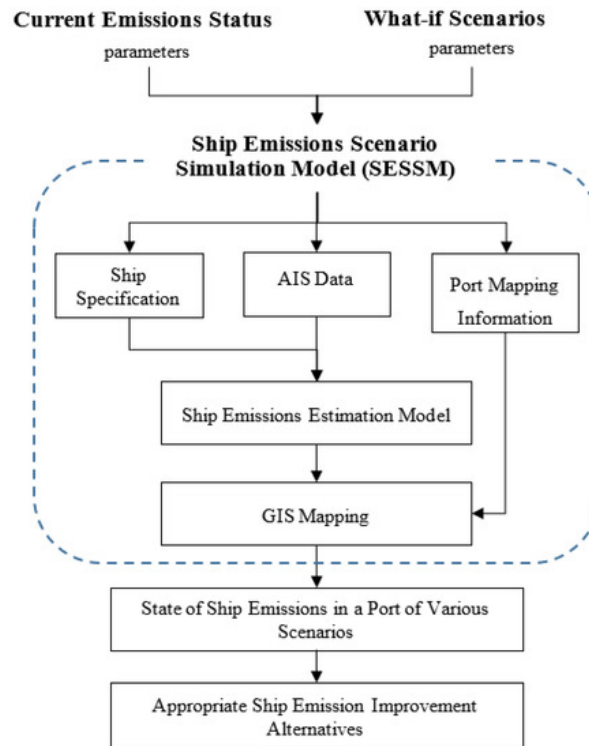 Current Emissions Status
What-if Scenarios
parameters
parameters
Ship Emissions Scenario
Simulation Model (SESSM)
Ship
Specification
AIS Data
Port Mapping
Information
Ship Emissions Estimation Model
GIS Mapping
State of Ship Emissions in a Port of Various
Scenarios
Appropriate Ship Emission Improvement
Alternatives